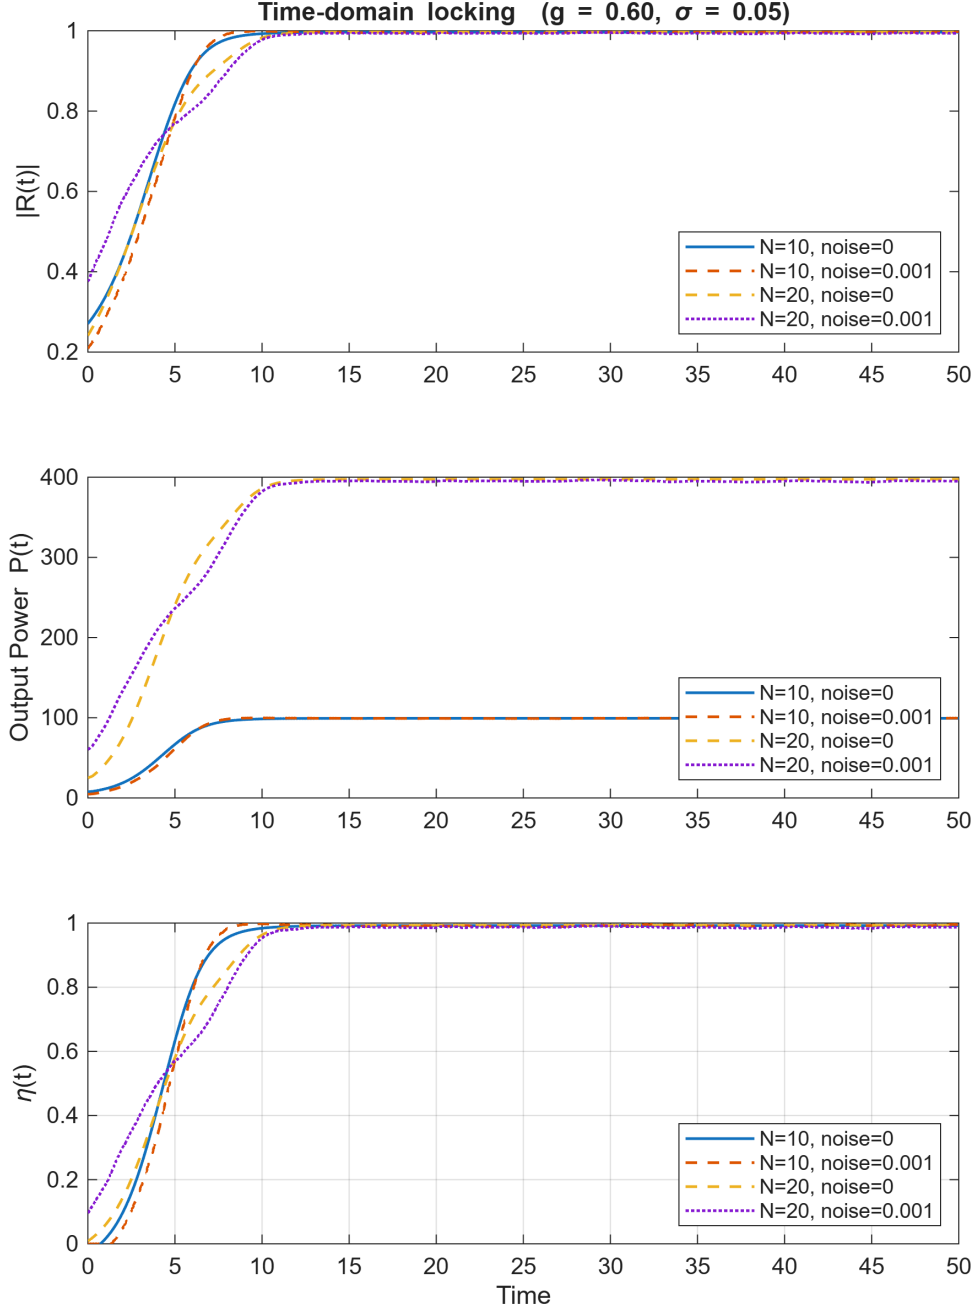 Time-domain locking (g = 0.60, σ = 0.05)
1
0.8
0.6
0.4
0.2
|R(t)|
N=10, noise=0
N=10, noise=0.001
N=20, noise=0
N=20, noise=0.001
0 5 10 15 20 25 30 35 40 45 50
400
300
200
100
0
Output Power P(t)
N=10, noise=0
N=10, noise=0.001
N=20, noise=0
N=20, noise=0.001
0 5 10 15 20 25 30 35 40 45 50
1
0.8
0.6
0.4
0.2
0
η(t)
N=10, noise=0
N=10, noise=0.001
N=20, noise=0
N=20, noise=0.001
0 5 10 15 20 25 30 35 40 45 50
Time